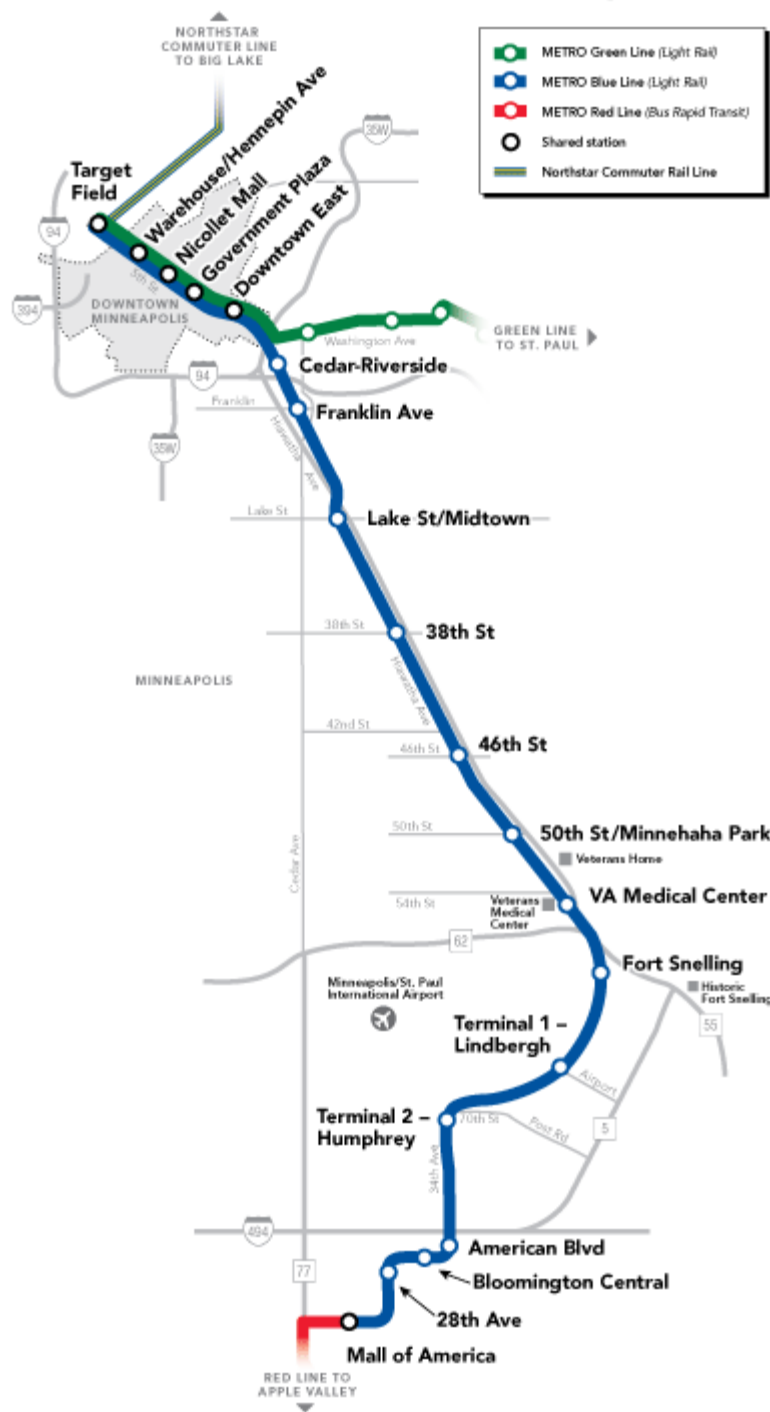 NORTHSTAR
COMMUTER LINE
TO BIG LAKE
METRO Green Line (Light Rail)
METRO Blue Line (Light Rail)
METRO Red Line (Bus Rapid Transit)
Shared station
Northstar Commuter Rail Line
35W
Target
Field
Warehouse/Hennepin Ave
Nicollet Mall
Government Plaza
Downtown East
94
394
5th St
DOWNTOWN
MINNEAPOLIS
Washington Ave
GREEN LINE
TO ST. PAUL
Cedar-Riverside
94
Franklin
Franklin Ave
35W
Hiawatha Ave
Lake St
Lake St/Midtown
38th St
38th St
MINNEAPOLIS
Hiawatha Ave
42nd St
46th St
46th St
50th St
50th St/Minnehaha Park
Cedar Ave
Veterans Home
54th St
Veterans
Medical
Center
VA Medical Center
62
Fort Snelling
Minneapolis/St. Paul
International Airport
Historic
Fort Snelling
55
Terminal 1 –
Lindbergh
Airport
Terminal 2 –
Humphrey
70th St
Post Rd
5
34th Ave
494
American Blvd
77
Bloomington Central
28th Ave
Mall of America
RED LINE TO
APPLE VALLEY